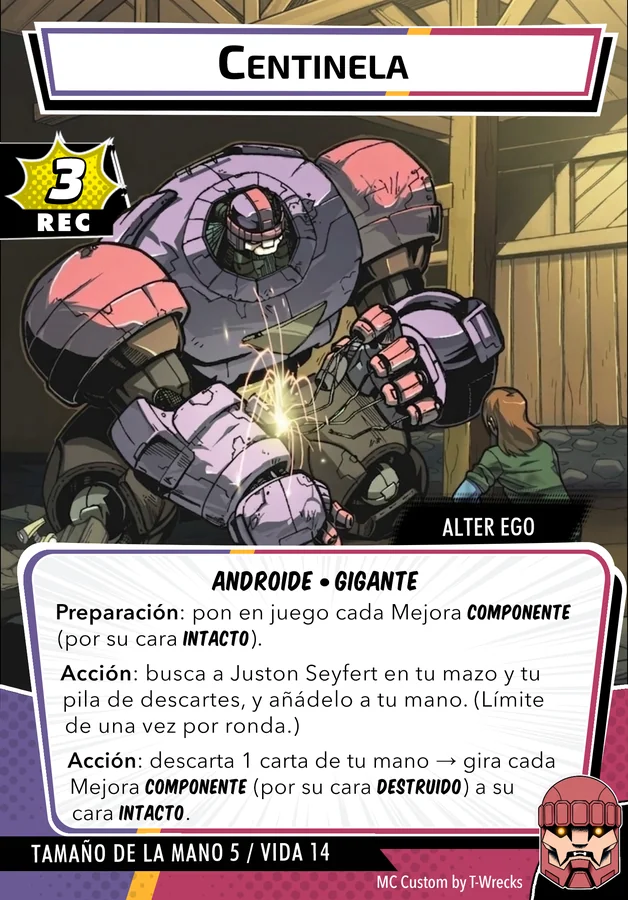 CENTINELA
3
REC
ALTER EGO
ANDROIDE • GIGANTE
Preparación: pon en juego cada Mejora COMPONENTE
(por su cara INTACTO).
Acción: busca a Juston Seyfert en tu mazo y tu
pila de descartes, y añádelo a tu mano. (Límite
de una vez por ronda.)
Acción: descarta 1 carta de tu mano → gira cada
Mejora COMPONENTE (por su cara DESTRUIDO) a su
cara INTACTO.
TAMAÑO DE LA MANO 5 / VIDA 14
MC Custom by T-Wrecks